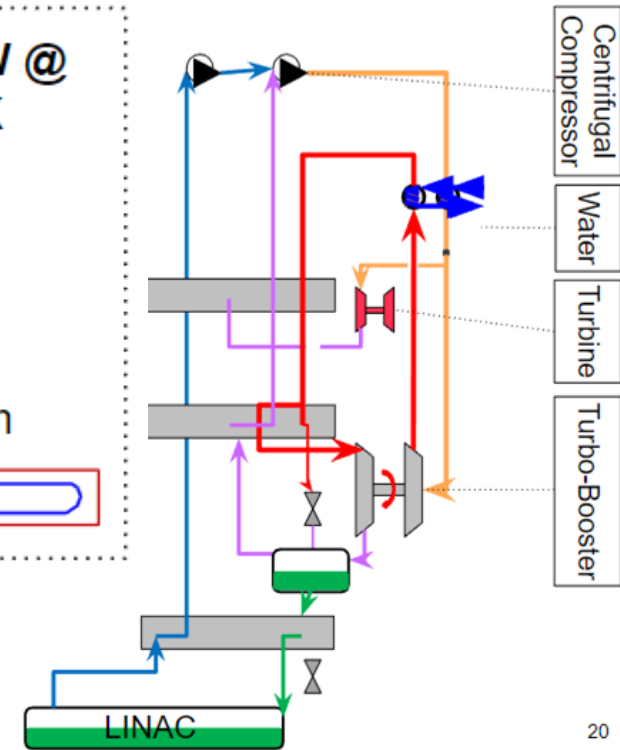 @
Centrifugal
Compressor
Water
Turbine
Turbo-Booster
LINAC
20